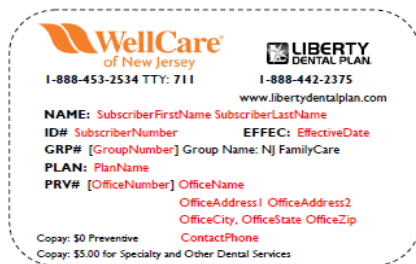 WellCare®
of New Jersey
LIBERTY
DENTAL PLAN.
1-888-453-2534 TTY: 711
1-888-442-2375
www.libertydentalplan.com
NAME: SubscriberFirstName SubscriberLastName
ID# SubscriberNumber EFFEC: EffectiveDate
GRP# [GroupNumber] Group Name: NJ FamilyCare
PLAN: PlanName
PRV# [OfficeNumber] OfficeName
OfficeAddress1 OfficeAddress2
OfficeCity, OfficeState OfficeZip
Copay: $0 Preventive ContactPhone
Copay: $5.00 for Specialty and Other Dental Services